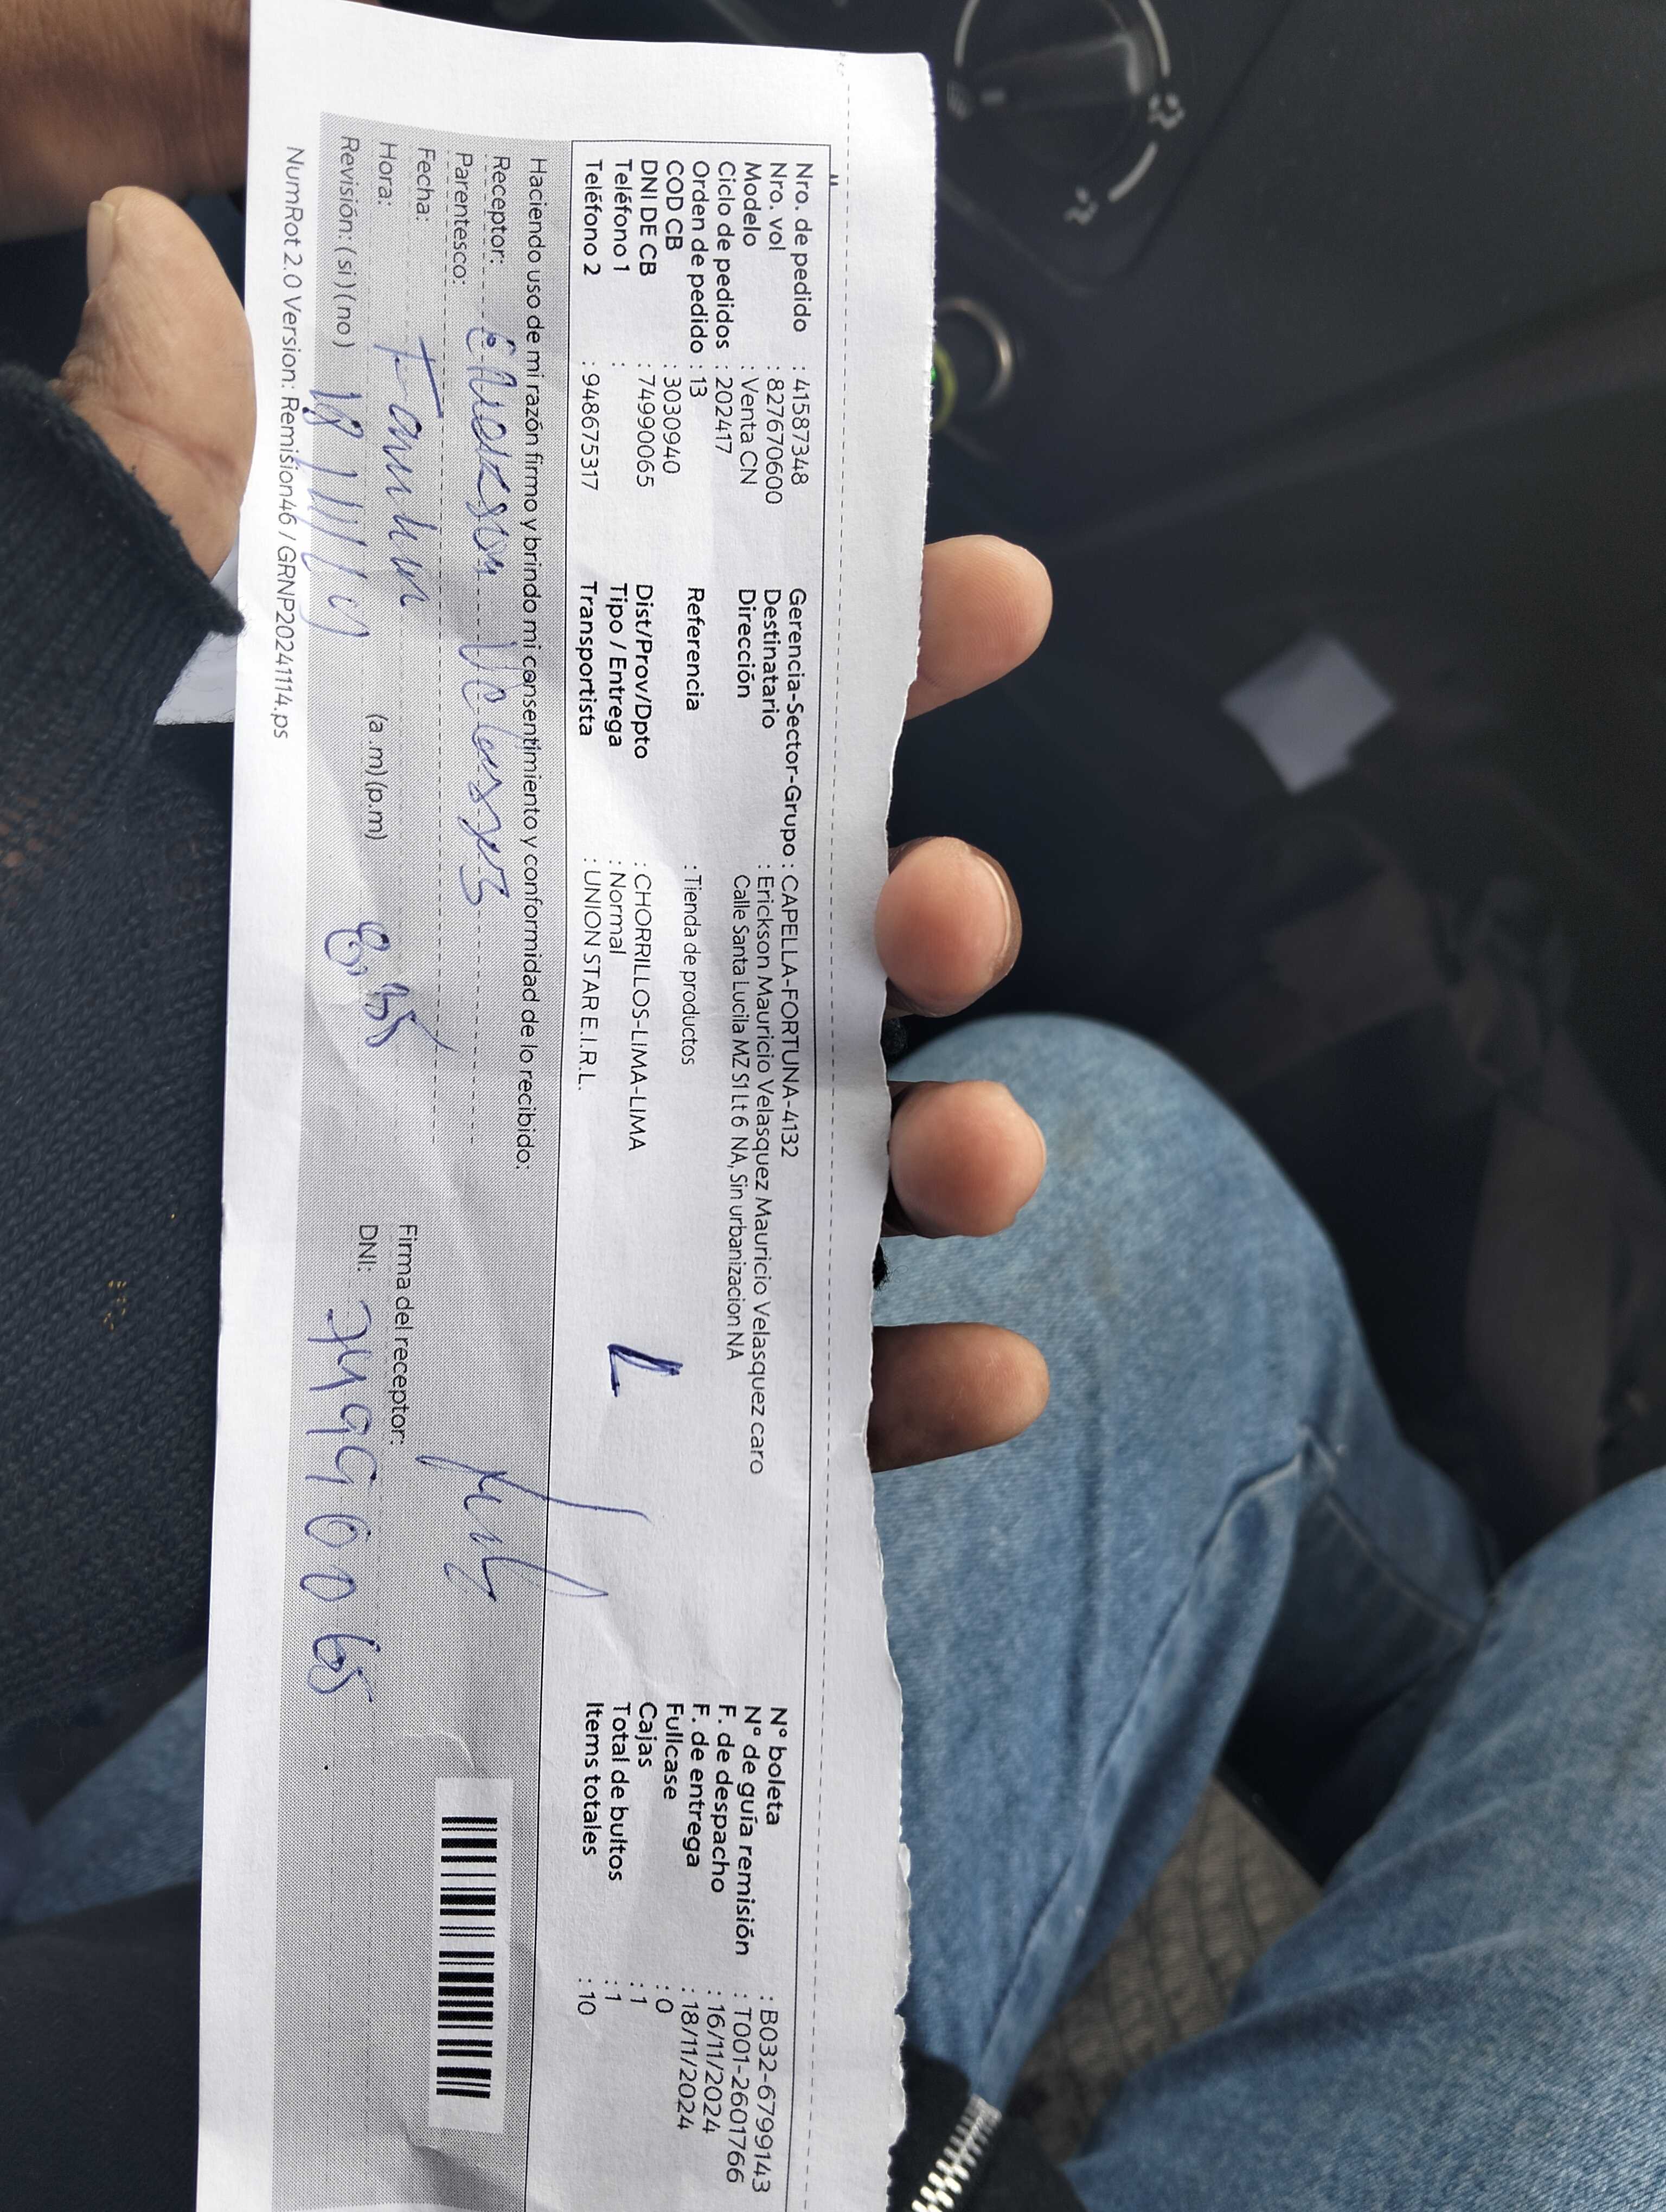 Nro. de pedido : 41587348
Nro. vol : 827670600
Modelo : Venta CN
Ciclo de pedidos : 202417
Orden de pedido : 13
COD CB : 3030940
DNI DE CB : 74990065
Teléfono 1 :
Teléfono 2 : 948675317
Gerencia-Sector-Grupo : CAPELLA-FORTUNA-4132
Destinatario : Erickson Mauricio Velasquez Mauricio Velasquez caro
Dirección Calle Santa Lucila MZ S1 Lt 6 NA, Sin urbanizacion NA
Referencia : Tienda de productos
Dist/Prov/Dpto : CHORRILLOS-LIMA-LIMA
Tipo / Entrega : Normal
Transportista : UNION STAR E.I.R.L.
N° boleta : B032-6799143
N° de guía remisión : T001-2601766
F. de despacho : 16/11/2024
F. de entrega : 18/11/2024
Fullcase : 0
Cajas : 1
Total de bultos : 1
Items totales : 10
Haciendo uso de mi razón firmo y brindo mi consentimiento y conformidad de lo recibido:
Receptor:
Parentesco:
Fecha:
Hora: (a.m)(p.m)
Revisión: (si)(no)
Firma del receptor:
DNI: 74990065
NumRot 2.0 Version: Remision46 / GRNP20241114.ps